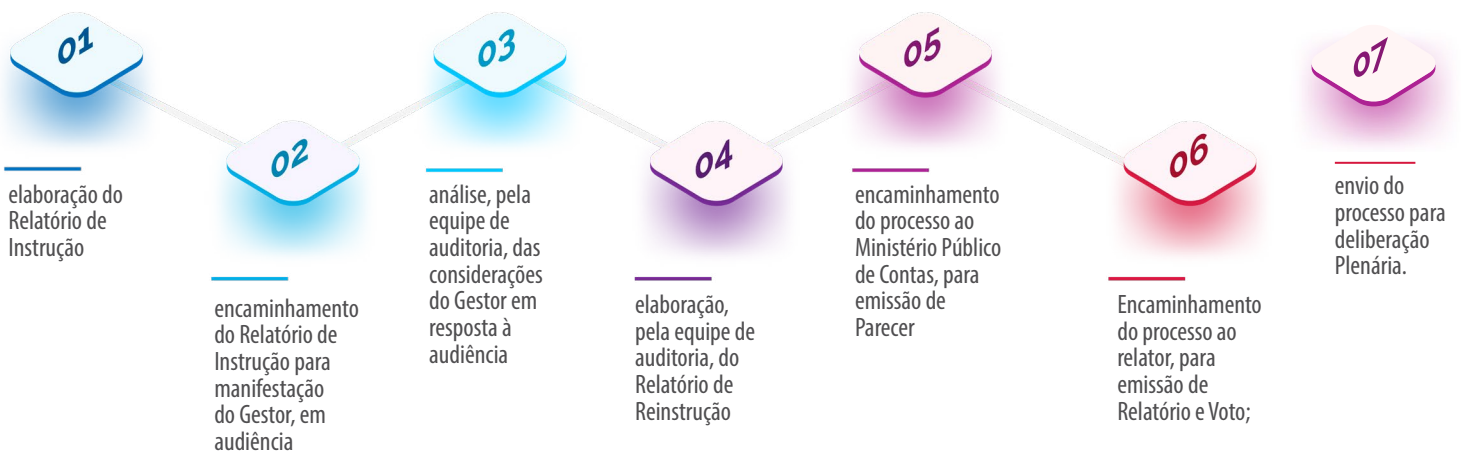 01
elaboração do
Relatório de
Instrução
02
encaminhamento
do Relatório de
Instrução para
manifestação
do Gestor, em
audiência
03
análise, pela
equipe de
auditoria, das
considerações
do Gestor em
resposta à
audiência
04
elaboração,
pela equipe de
auditoria, do
Relatório de
Reinstrução
05
encaminhamento
do processo ao
Ministério Público
de Contas, para
emissão de
Parecer
06
Encaminhamento
do processo ao
relator, para
emissão de
Relatório e Voto;
07
envio do
processo para
deliberação
Plenária.